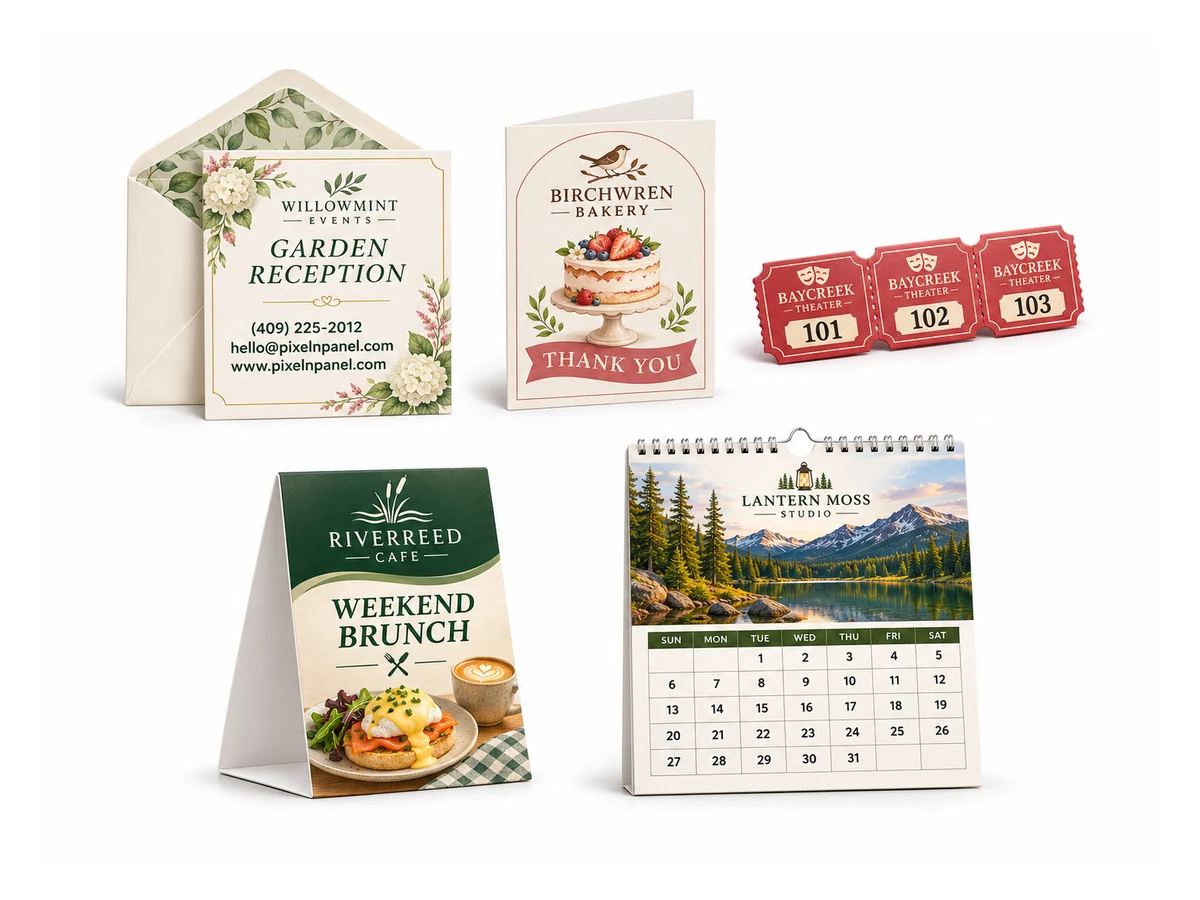 WILLOWMINT
EVENTS
GARDEN
RECEPTION
(409) 225-2012
hello@pixelnpanel.com
www.pixelnpanel.com
BIRCHWREN
BAKERY
THANK YOU
BAYCREEK
THEATER
101
BAYCREEK
THEATER
102
BAYCREEK
THEATER
103
RIVERREED
CAFE
WEEKEND
BRUNCH
LANTERN MOSS
STUDIO
SUN MON TUE WED THU FRI SAT
1 2 3 4 5
6 7 8 9 10 11 12
13 14 15 16 17 18 19
20 21 22 23 24 25 26
27 28 29 30 31